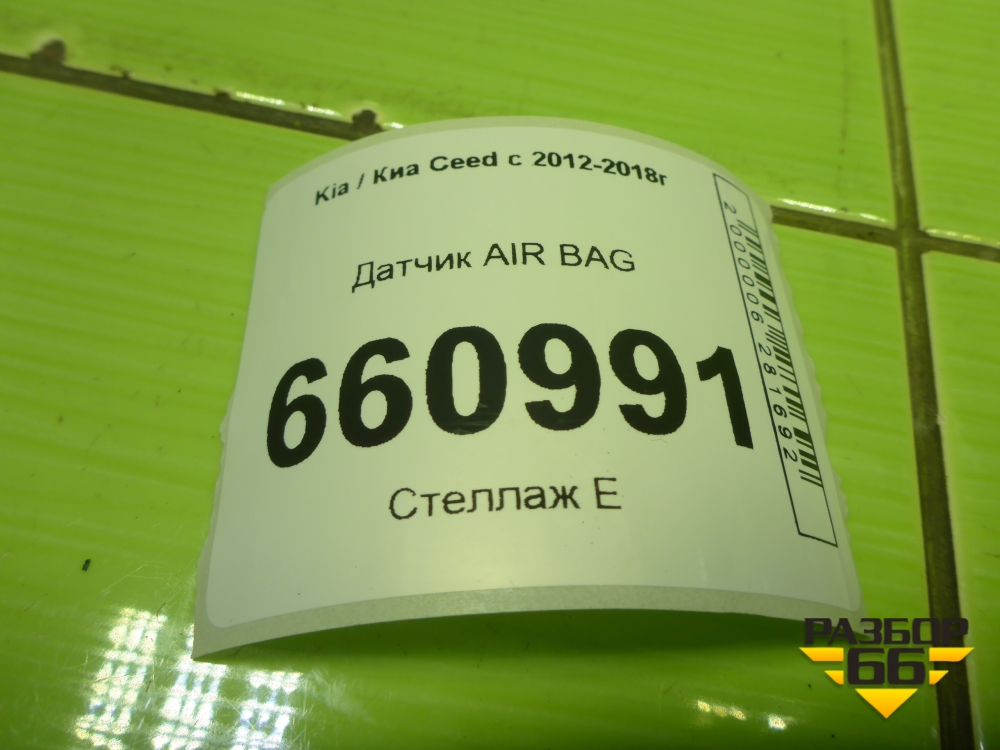 Kia / Киа Ceed с 2012-2018г
Датчик AIR BAG
660991
Стеллаж E
2000006281692
РАЗБОР
66